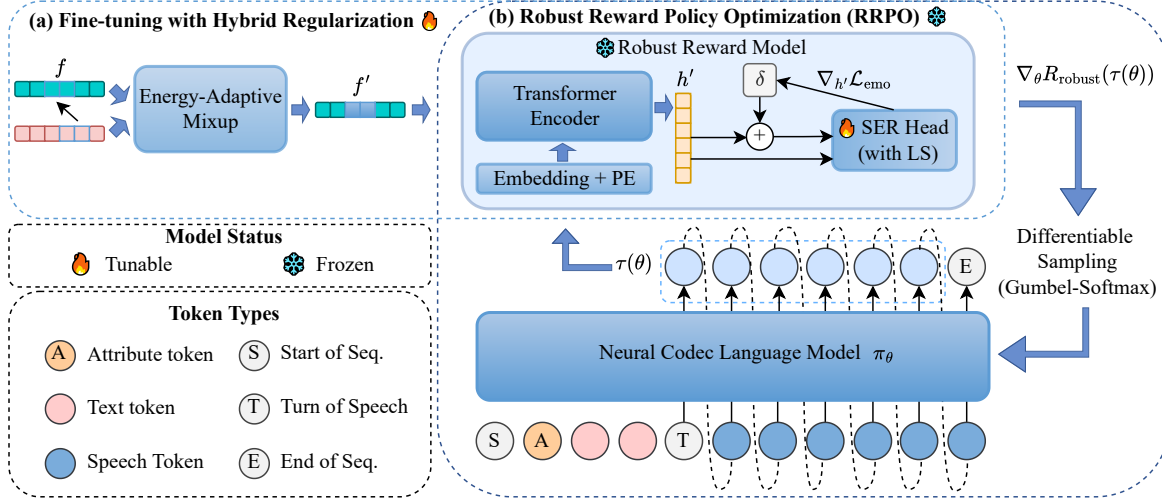 (a) Fine-tuning with Hybrid Regularization
f
Energy-Adaptive
Mixup
f′
(b) Robust Reward Policy Optimization (RRPO)
Robust Reward Model
Transformer
Encoder
Embedding + PE
h′
δ
+
∇h′ℒemo
SER Head
(with LS)
∇θRrobust(τ(θ))
Differentiable
Sampling
(Gumbel-Softmax)
τ(θ)
E
Neural Codec Language Model πθ
S
A
T
Model Status
Tunable
Frozen
Token Types
A Attribute token
S Start of Seq.
Text token
T Turn of Speech
Speech Token
E End of Seq.